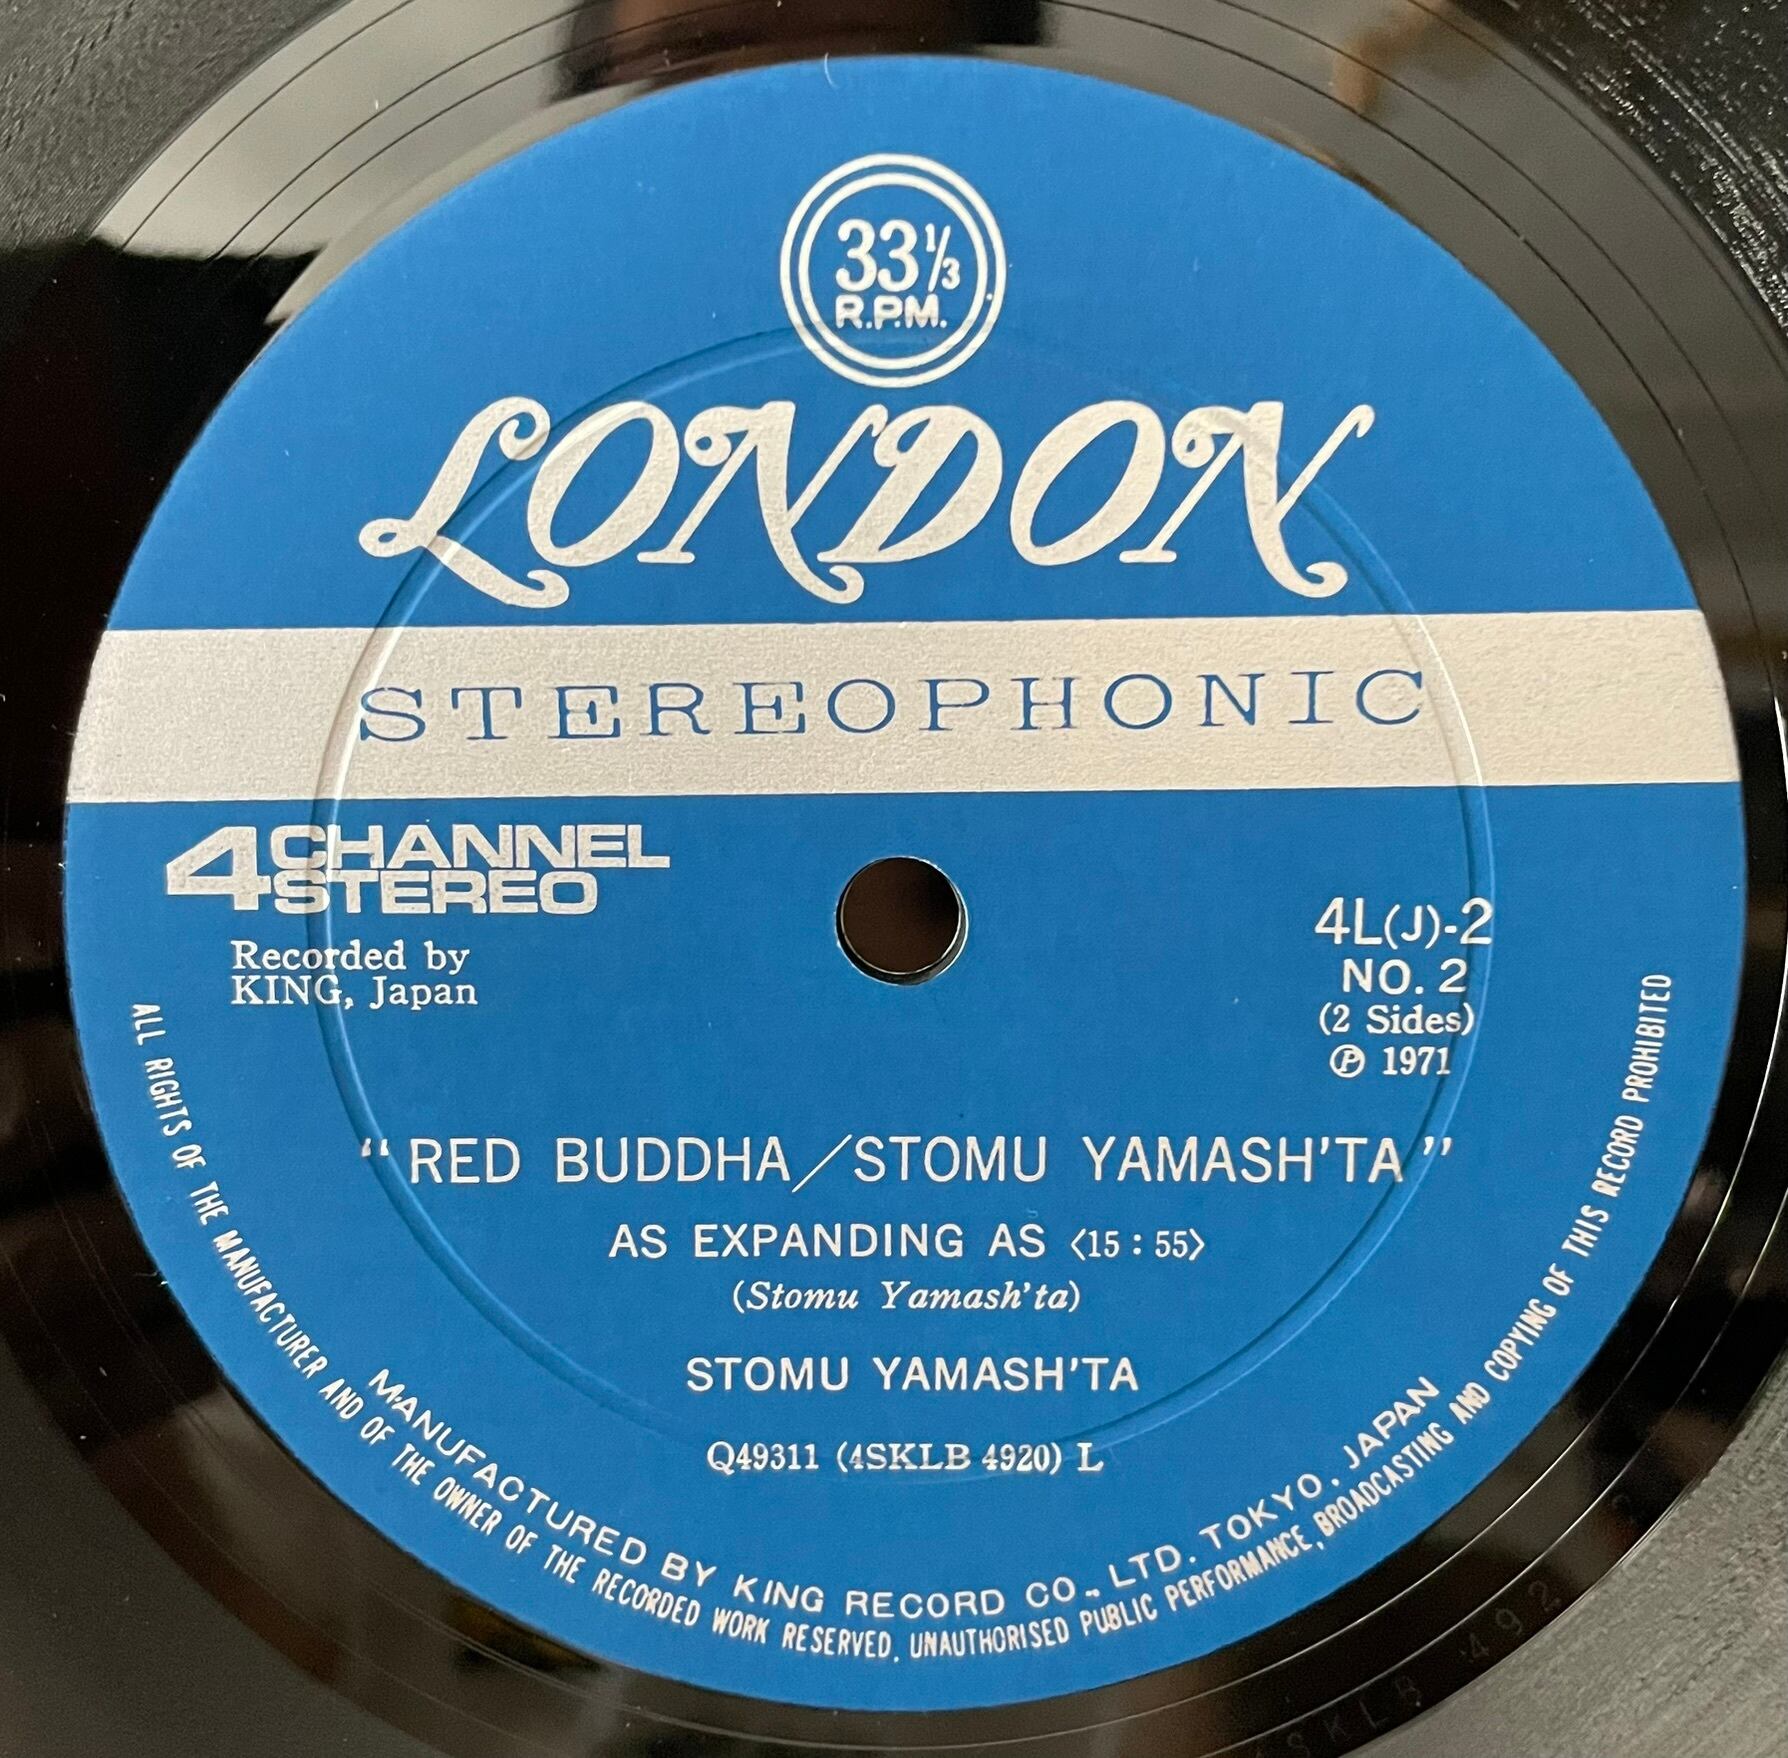 33 1/3
R.P.M.
LONDON
STEREOPHONIC
4 CHANNEL
STEREO
Recorded by
KING, Japan
4L(J)-2
NO. 2
(2 Sides)
Ⓟ 1971
“RED BUDDHA／STOMU YAMASH'TA”
AS EXPANDING AS 〈15 : 55〉
(Stomu Yamash'ta)
STOMU YAMASH'TA
Q49311 (4SKLB 4920) L
MANUFACTURED BY KING RECORD CO., LTD. TOKYO. JAPAN
ALL RIGHTS OF THE MANUFACTURER AND OF THE OWNER OF THE RECORDED WORK RESERVED. UNAUTHORISED PUBLIC PERFORMANCE, BROADCASTING AND COPYING OF THIS RECORD PROHIBITED